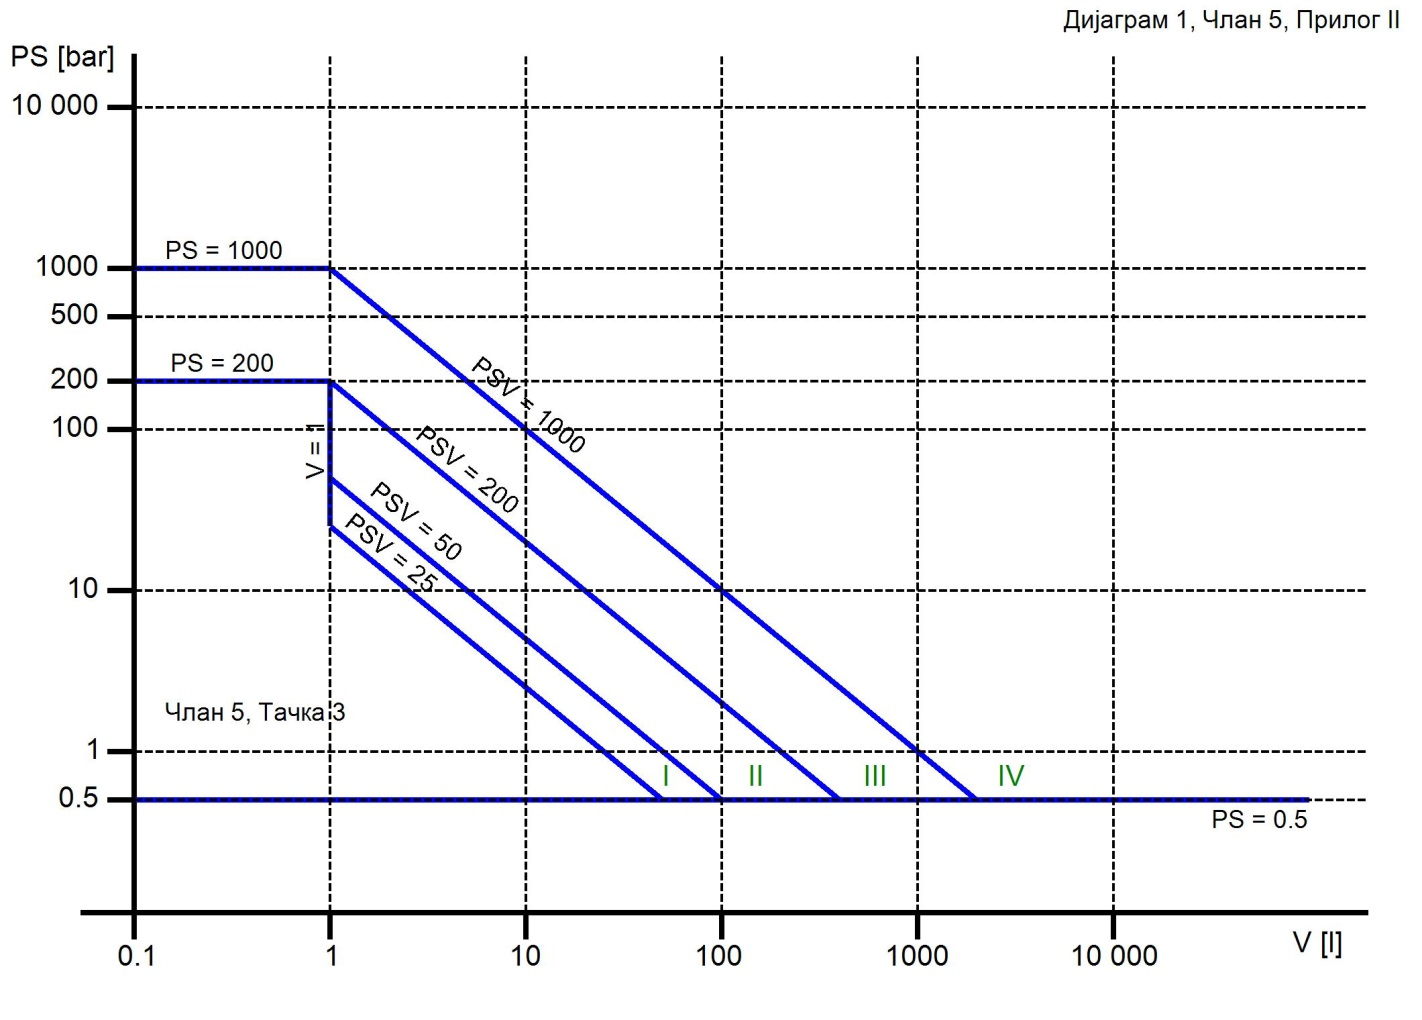 Дијаграм 1, Члан 5, Прилог II
PS [bar]
10 000
PS = 1000
1000
500
PS = 200
200
PSV = 1000
100
V = 1
PSV = 200
PSV = 50
PSV = 25
10
Члан 5, Тачка 3
1
I
II
III
IV
0.5
PS = 0.5
V [l]
0.1
1
10
100
1000
10 000